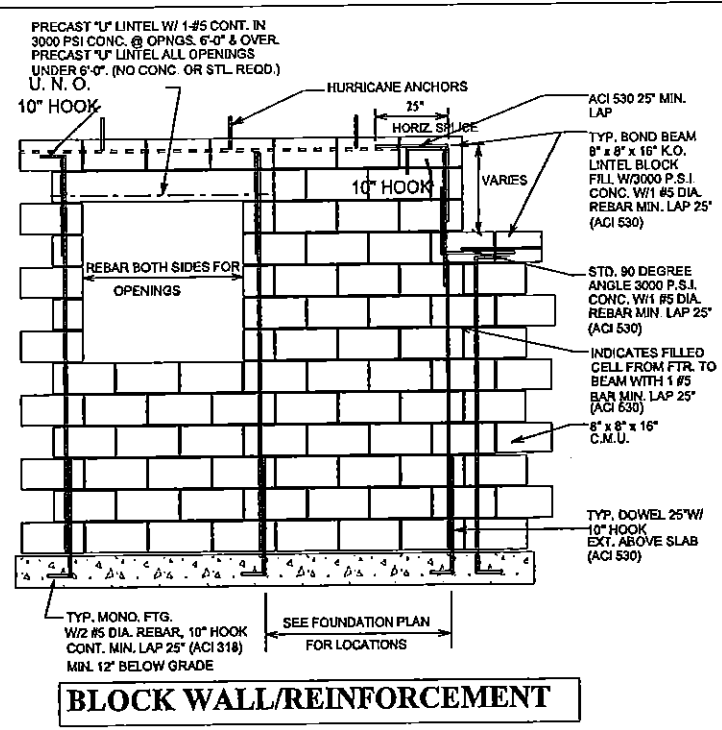 PRECAST "U" LINTEL W/ 1-#5 CONT. IN
3000 PSI CONC. @ OPNGS. 6'-0" & OVER.
PRECAST "U" LINTEL ALL OPENINGS
UNDER 6'-0". (NO CONC. OR STL. REQD.)
U. N. O.
10" HOOK
HURRICANE ANCHORS
25"
HORIZ. SPLICE
10" HOOK
VARIES
ACI 530 25" MIN.
LAP
TYP. BOND BEAM
8" x 8" x 16" K.O.
LINTEL BLOCK
FILL W/3000 P.S.I.
CONC. W/1 #5 DIA.
REBAR MIN. LAP 25"
(ACI 530)
REBAR BOTH SIDES FOR
OPENINGS
STD. 90 DEGREE
ANGLE 3000 P.S.I.
CONC. W/1 #5 DIA.
REBAR MIN. LAP 25"
(ACI 530)
INDICATES FILLED
CELL FROM FTR. TO
BEAM WITH 1 #5
BAR MIN. LAP 25"
(ACI 530)
8" x 8" x 16"
C.M.U.
TYP. DOWEL 25"W/
10" HOOK
EXT. ABOVE SLAB
(ACI 530)
TYP. MONO. FTG.
W/2 #5 DIA. REBAR, 10" HOOK
CONT. MIN. LAP 25" (ACI 318)
MIN. 12" BELOW GRADE
SEE FOUNDATION PLAN
FOR LOCATIONS
BLOCK WALL/REINFORCEMENT